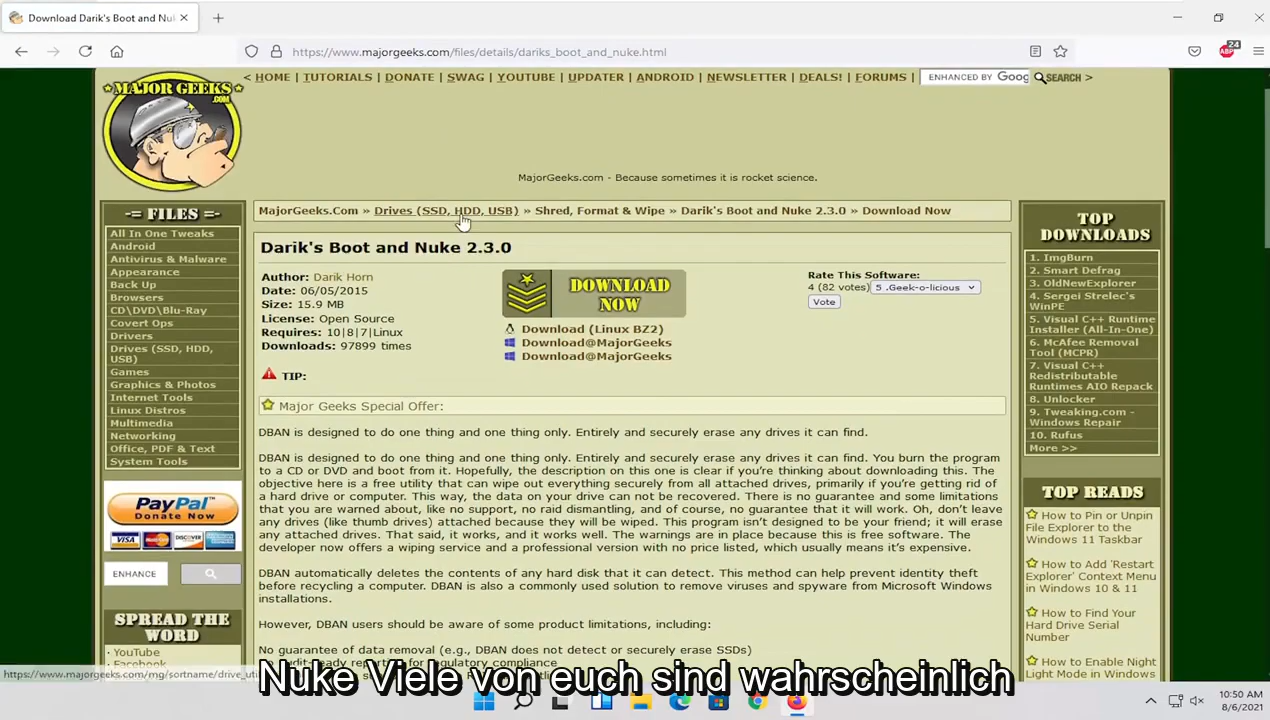 Download Darik's Boot and Nuk
https://www.majorgeeks.com/files/details/dariks_boot_and_nuke.html
24
< HOME | TUTORIALS | DONATE | SWAG | YOUTUBE | UPDATER | ANDROID | NEWSLETTER | DEALS! | FORUMS |
ENHANCED BY Goog
SEARCH >
MAJOR GEEKS
.COM
MajorGeeks.com - Because sometimes it is rocket science.
-= FILES =-
All In One Tweaks
Android
Antivirus & Malware
Appearance
Back Up
Browsers
CD\DVD\Blu-Ray
Covert Ops
Drivers
Drives (SSD, HDD,
USB)
Games
Graphics & Photos
Internet Tools
Linux Distros
Multimedia
Networking
Office, PDF & Text
System Tools
PayPal
Donate Now
VISA
DISCOVER
ENHANCE
SPREAD THE
WORD
· YouTube
· Facebook
MajorGeeks.Com » Drives (SSD, HDD, USB) » Shred, Format & Wipe » Darik's Boot and Nuke 2.3.0 » Download Now
Darik's Boot and Nuke 2.3.0
Author: Darik Horn
Date: 06/05/2015
Size: 15.9 MB
License: Open Source
Requires: 10|8|7|Linux
Downloads: 97899 times
TIP:
DOWNLOAD
NOW
Download (Linux BZ2)
Download@MajorGeeks
Download@MajorGeeks
Rate This Software:
4 (82 votes) 5 .Geek-o-licious
Vote
Major Geeks Special Offer:
DBAN is designed to do one thing and one thing only. Entirely and securely erase any drives it can find.
DBAN is designed to do one thing and one thing only. Entirely and securely erase any drives it can find. You burn the program
to a CD or DVD and boot from it. Hopefully, the description on this one is clear if you're thinking about downloading this. The
objective here is a free utility that can wipe out everything securely from all attached drives, primarily if you're getting rid of
a hard drive or computer. This way, the data on your drive can not be recovered. There is no guarantee and some limitations
that you are warned about, like no support, no raid dismantling, and of course, no guarantee that it will work. Oh, don't leave
any drives (like thumb drives) attached because they will be wiped. This program isn't designed to be your friend; it will erase
any attached drives. That said, it works, and it works well. The warnings are in place because this is free software. The
developer now offers a wiping service and a professional version with no price listed, which usually means it's expensive.
DBAN automatically deletes the contents of any hard disk that it can detect. This method can help prevent identity theft
before recycling a computer. DBAN is also a commonly used solution to remove viruses and spyware from Microsoft Windows
installations.
However, DBAN users should be aware of some product limitations, including:
No guarantee of data removal (e.g., DBAN does not detect or securely erase SSDs)
TOP
DOWNLOADS
1. ImgBurn
2. Smart Defrag
3. OldNewExplorer
4. Sergei Strelec's
WinPE
5. Visual C++ Runtime
Installer (All-In-One)
6. McAfee Removal
Tool (MCPR)
7. Visual C++
Redistributable
Runtimes AIO Repack
8. Unlocker
9. Tweaking.com -
Windows Repair
10. Rufus
More >>
TOP READS
How to Pin or Unpin
File Explorer to the
Windows 11 Taskbar
How to Add 'Restart
Explorer' Context Menu
in Windows 10 & 11
How to Find Your
Hard Drive Serial
Number
How to Enable Night
Light Mode in Windows
https://www.majorgeeks.com/mg/sortname/drive_ut
Nuke Viele von euch sind wahrscheinlich
10:50 AM
8/6/2021